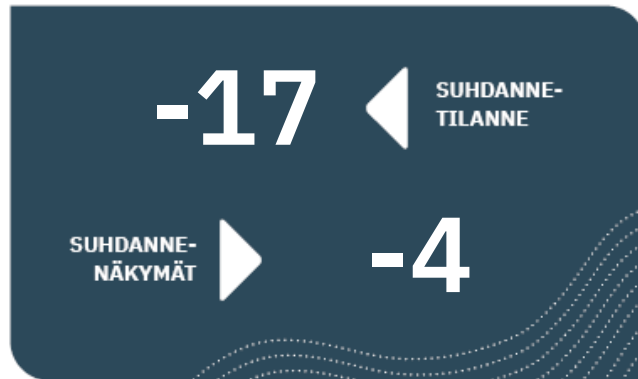 -17
SUHDANNE-
TILANNE
SUHDANNE-
NÄKYMÄT
-4